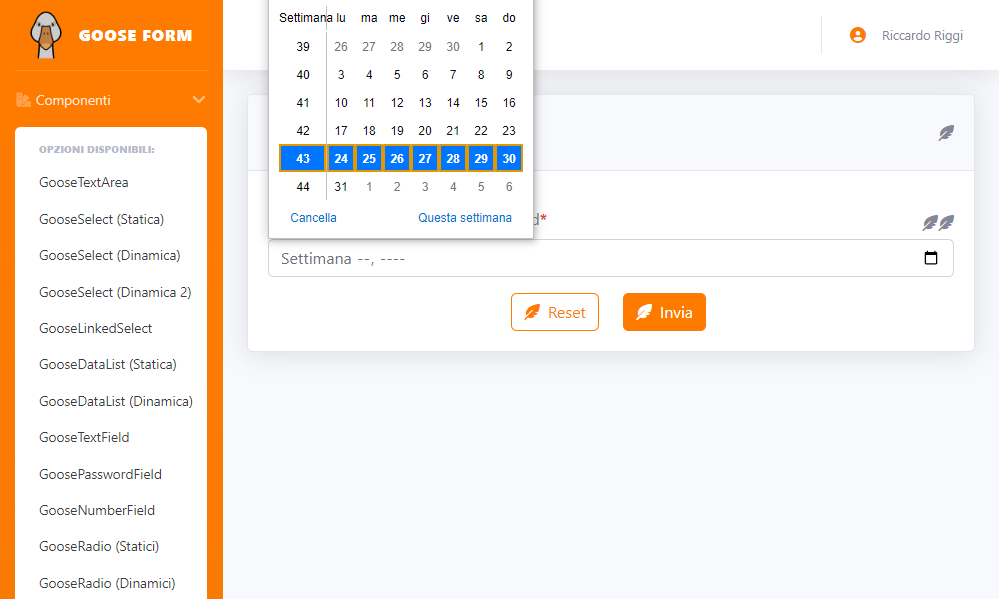 GOOSE FORM
Componenti
OPZIONI DISPONIBILI:
GooseTextArea
GooseSelect (Statica)
GooseSelect (Dinamica)
GooseSelect (Dinamica 2)
GooseLinkedSelect
GooseDataList (Statica)
GooseDataList (Dinamica)
GooseTextField
GoosePasswordField
GooseNumberField
GooseRadio (Statici)
GooseRadio (Dinamici)
Riccardo Riggi
Settimana lu ma me gi ve sa do
39 26 27 28 29 30 1 2
40 3 4 5 6 7 8 9
41 10 11 12 13 14 15 16
42 17 18 19 20 21 22 23
43 24 25 26 27 28 29 30
44 31 1 2 3 4 5 6
Cancella Questa settimana
d*
Settimana --, ----
Reset Invia